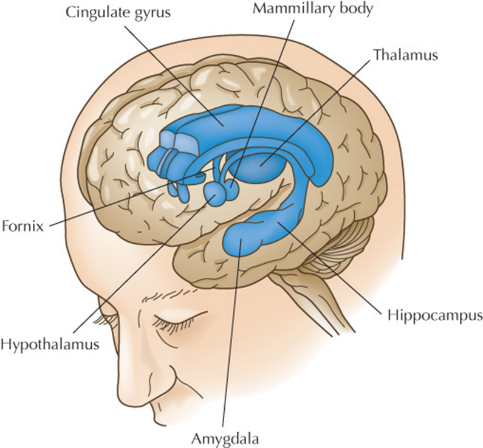 Cingulate gyrus
Mammillary body
Thalamus
Fornix
Hippocampus
Hypothalamus
Amygdala